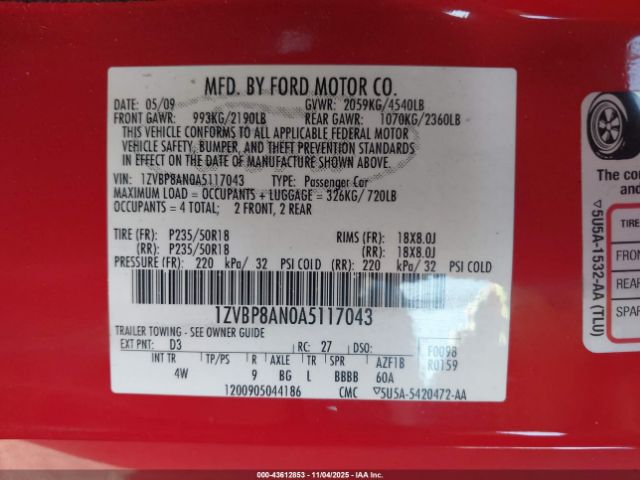 MFD. BY FORD MOTOR CO.
DATE: 05/09 GVWR: 2059KG/4540LB
FRONT GAWR: 993KG/2190LB REAR GAWR: 1070KG/2360LB
THIS VEHICLE CONFORMS TO ALL APPLICABLE FEDERAL MOTOR
VEHICLE SAFETY, BUMPER, AND THEFT PREVENTION STANDARDS
IN EFFECT ON THE DATE OF MANUFACTURE SHOWN ABOVE.
VIN: 1ZVBP8AN0A5117043 TYPE: Passenger Car
MAXIMUM LOAD = OCCUPANTS + LUGGAGE = 326KG/720LB
OCCUPANTS = 4 TOTAL; 2 FRONT, 2 REAR
TIRE (FR): P235/50R18 RIMS (FR): 18X8.0J
(RR): P235/50R18 (RR): 18X8.0J
PRESSURE (FR): 220 kPa/ 32 PSI COLD (RR): 220 kPa/ 32 PSI COLD
1ZVBP8AN0A5117043
TRAILER TOWING - SEE OWNER GUIDE
EXT PNT: D3 RC: 27 DSO: F0098
INT TR TP/PS R AXLE TR SPR AZF1B R0159
4W 9 BG L BBBB 60A
1200905044186 CMC ▽5U5A-5420472-AA
The co
and
▽5U5A-1532-AA (TLU)
TIRE
FRON
REAR
SPAR
#000-43612853 | 11/04/2025 - IAA Inc.